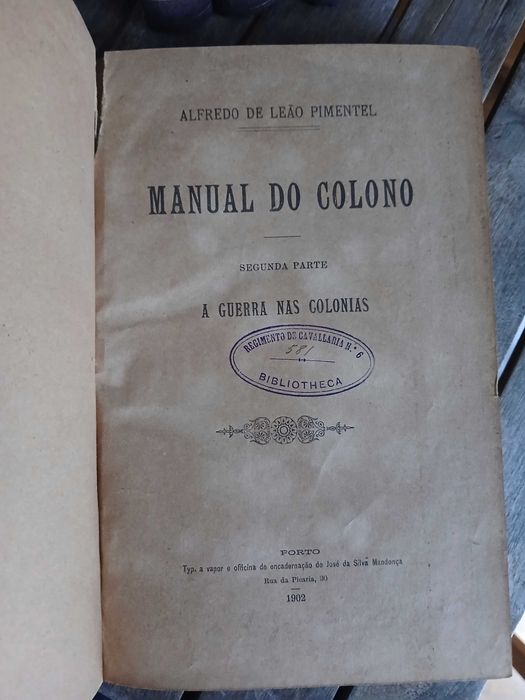 ALFREDO DE LEÃO PIMENTEL
MANUAL DO COLONO
SEGUNDA PARTE
A GUERRA NAS COLONIAS
REGIMENTO DE CAVALLARIA N.º 6
581
BIBLIOTHECA
PORTO
Typ. a vapor e officina de encadernação de José da Silva Mendonça
Rua da Picaria, 30
1902